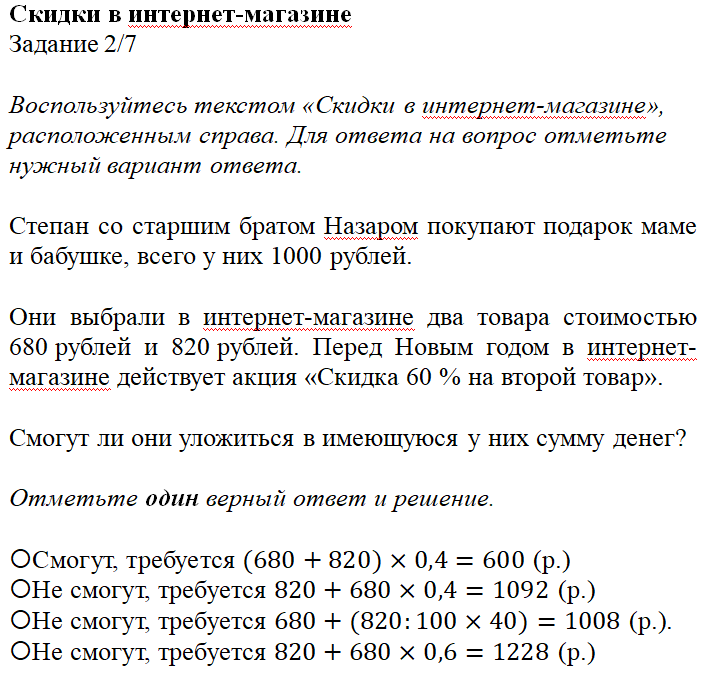 Скидки в интернет-магазине
Задание 2/7
Воспользуйтесь текстом «Скидки в интернет-магазине»,
расположенным справа. Для ответа на вопрос отметьте
нужный вариант ответа.
Степан со старшим братом Назаром покупают подарок маме
и бабушке, всего у них 1000 рублей.
Они выбрали в интернет-магазине два товара стоимостью
680 рублей и 820 рублей. Перед Новым годом в интернет-
магазине действует акция «Скидка 60 % на второй товар».
Смогут ли они уложиться в имеющуюся у них сумму денег?
Отметьте один верный ответ и решение.
Смогут, требуется (680 + 820) × 0,4 = 600 (р.)
Не смогут, требуется 820 + 680 × 0,4 = 1092 (р.)
Не смогут, требуется 680 + (820: 100 × 40) = 1008 (р.).
Не смогут, требуется 820 + 680 × 0,6 = 1228 (р.)